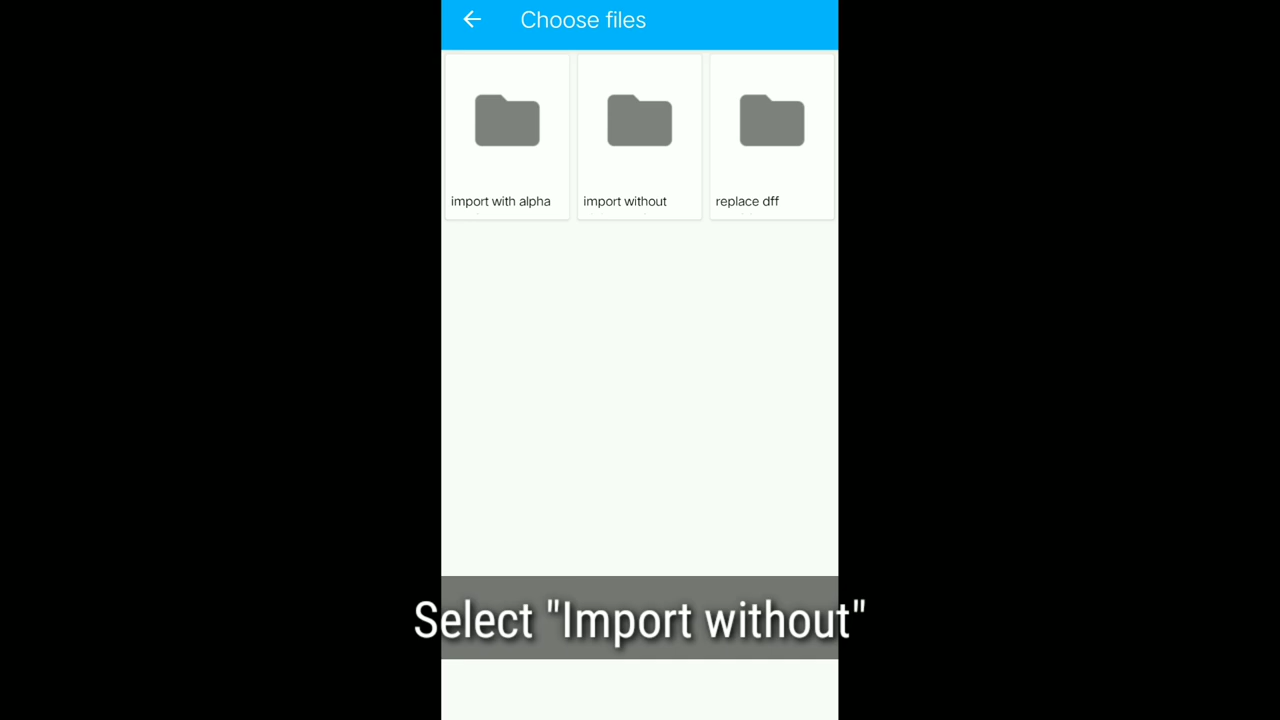 Choose files
import with alpha
import without
replace dff
Select "Import without"